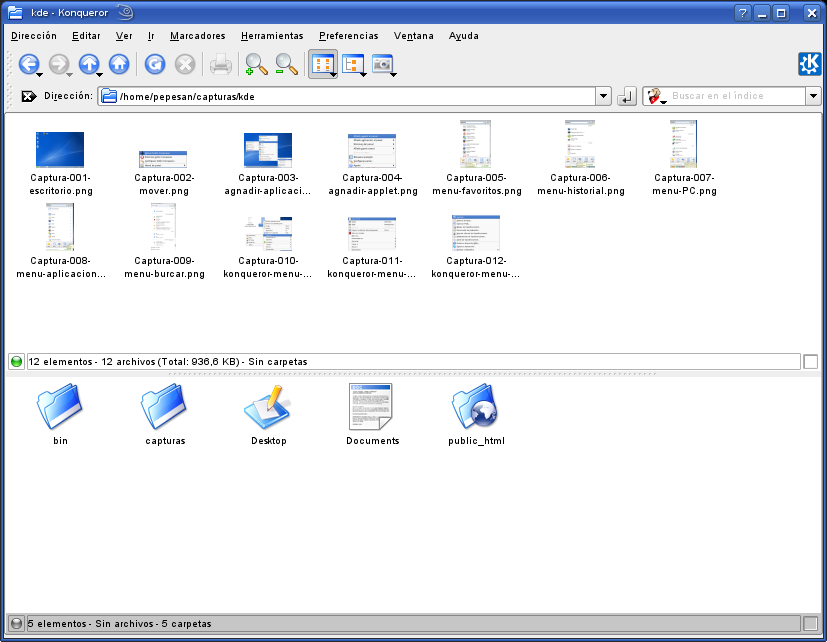 kde - Konqueror
Dirección Editar Ver Ir Marcadores Herramientas Preferencias Ventana Ayuda
Dirección: /home/pepesan/capturas/kde Buscar en el índice
Captura-001- Captura-002- Captura-003- Captura-004- Captura-005- Captura-006- Captura-007-
escritorio.png mover.png agnadir-aplicaci... agnadir-applet.png menu-favoritos.png menu-historial.png menu-PC.png
Captura-008- Captura-009- Captura-010- Captura-011- Captura-012-
menu-aplicacion... menu-burcar.png konqueror-menu-... konqueror-menu-... konqueror-menu-...
12 elementos - 12 archivos (Total: 936,6 KB) - Sin carpetas
bin capturas Desktop Documents public_html
5 elementos - Sin archivos - 5 carpetas